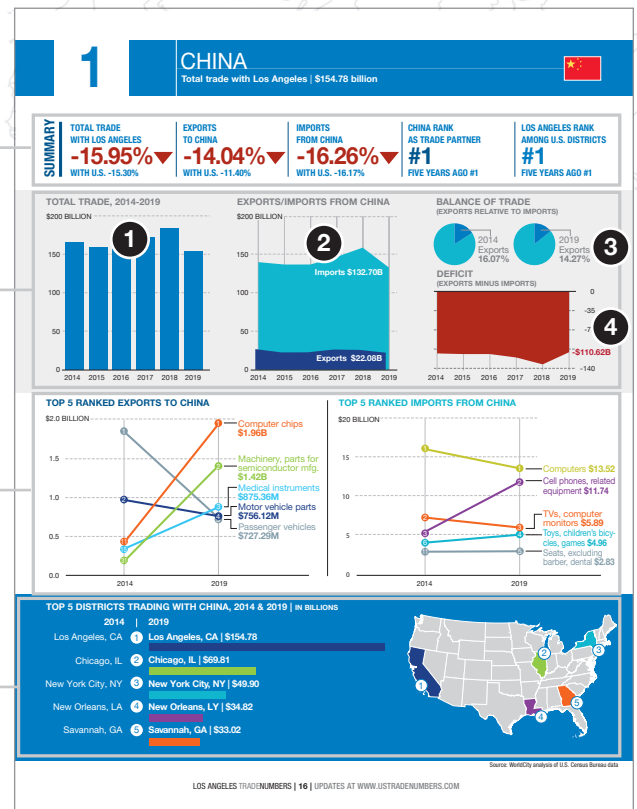 1
CHINA
Total trade with Los Angeles | $154.78 billion
SUMMARY
TOTAL TRADE
WITH LOS ANGELES
-15.95%
WITH U.S. -15.30%
EXPORTS
TO CHINA
-14.04%
WITH U.S. -11.40%
IMPORTS
FROM CHINA
-16.26%
WITH U.S. -16.17%
CHINA RANK
AS TRADE PARTNER
#1
FIVE YEARS AGO #1
LOS ANGELES RANK
AMONG U.S. DISTRICTS
#1
FIVE YEARS AGO #1
TOTAL TRADE, 2014-2019
$200 BILLION
150
100
50
0
2014 2015 2016 2017 2018 2019
1
EXPORTS/IMPORTS FROM CHINA
$200 BILLION
150
100
50
0
2
Imports $132.70B
Exports $22.08B
2014 2015 2016 2017 2018 2019
BALANCE OF TRADE
(EXPORTS RELATIVE TO IMPORTS)
2014
Exports
16.07%
2019
Exports
14.27%
3
DEFICIT
(EXPORTS MINUS IMPORTS)
0
-35
-7
4
-$110.62B
-140
2014 2015 2016 2017 2018 2019
TOP 5 RANKED EXPORTS TO CHINA
$2.0 BILLION
1.5
1.0
0.5
0.0
2014 2019
Computer chips
$1.96B
Machinery, parts for
semiconductor mfg.
$1.42B
Medical instruments
$875.36M
Motor vehicle parts
$756.12M
Passenger vehicles
$727.29M
TOP 5 RANKED IMPORTS FROM CHINA
$20 BILLION
15
10
5
0
2014 2019
Computers $13.52
Cell phones, related
equipment $11.74
TVs, computer
monitors $5.89
Toys, children's bicy-
cles, games $4.96
Seats, excluding
barber, dental $2.83
TOP 5 DISTRICTS TRADING WITH CHINA, 2014 & 2019 | IN BILLIONS
2014 | 2019
Los Angeles, CA 1 Los Angeles, CA | $154.78
Chicago, IL 2 Chicago, IL | $69.81
New York City, NY 3 New York City, NY | $49.90
New Orleans, LA 4 New Orleans, LY | $34.82
Savannah, GA 5 Savannah, GA | $33.02
1
2
3
4
5
Source: WorldCity analysis of U.S. Census Bureau data
LOS ANGELES TRADENUMBERS | 16 | UPDATES AT WWW.USTRADENUMBERS.COM